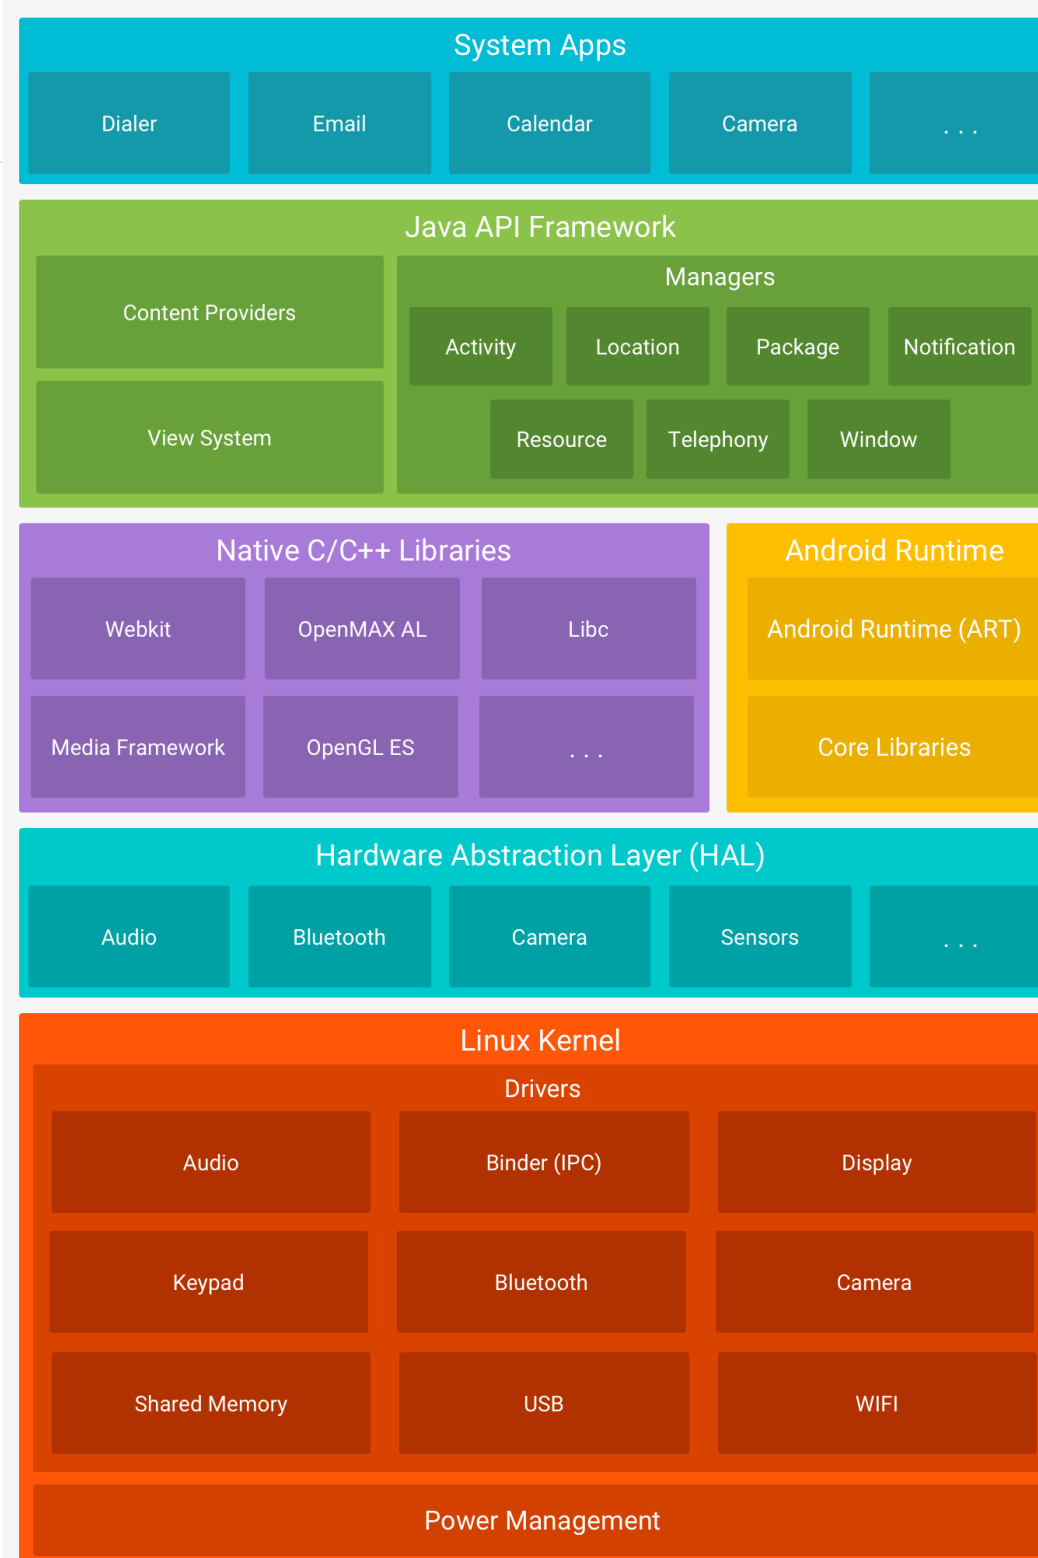 System Apps
Dialer
Email
Calendar
Camera
. . .
Java API Framework
Content Providers
View System
Managers
Activity
Location
Package
Notification
Resource
Telephony
Window
Native C/C++ Libraries
Webkit
OpenMAX AL
Libc
Media Framework
OpenGL ES
. . .
Android Runtime
Android Runtime (ART)
Core Libraries
Hardware Abstraction Layer (HAL)
Audio
Bluetooth
Camera
Sensors
. . .
Linux Kernel
Drivers
Audio
Binder (IPC)
Display
Keypad
Bluetooth
Camera
Shared Memory
USB
WIFI
Power Management